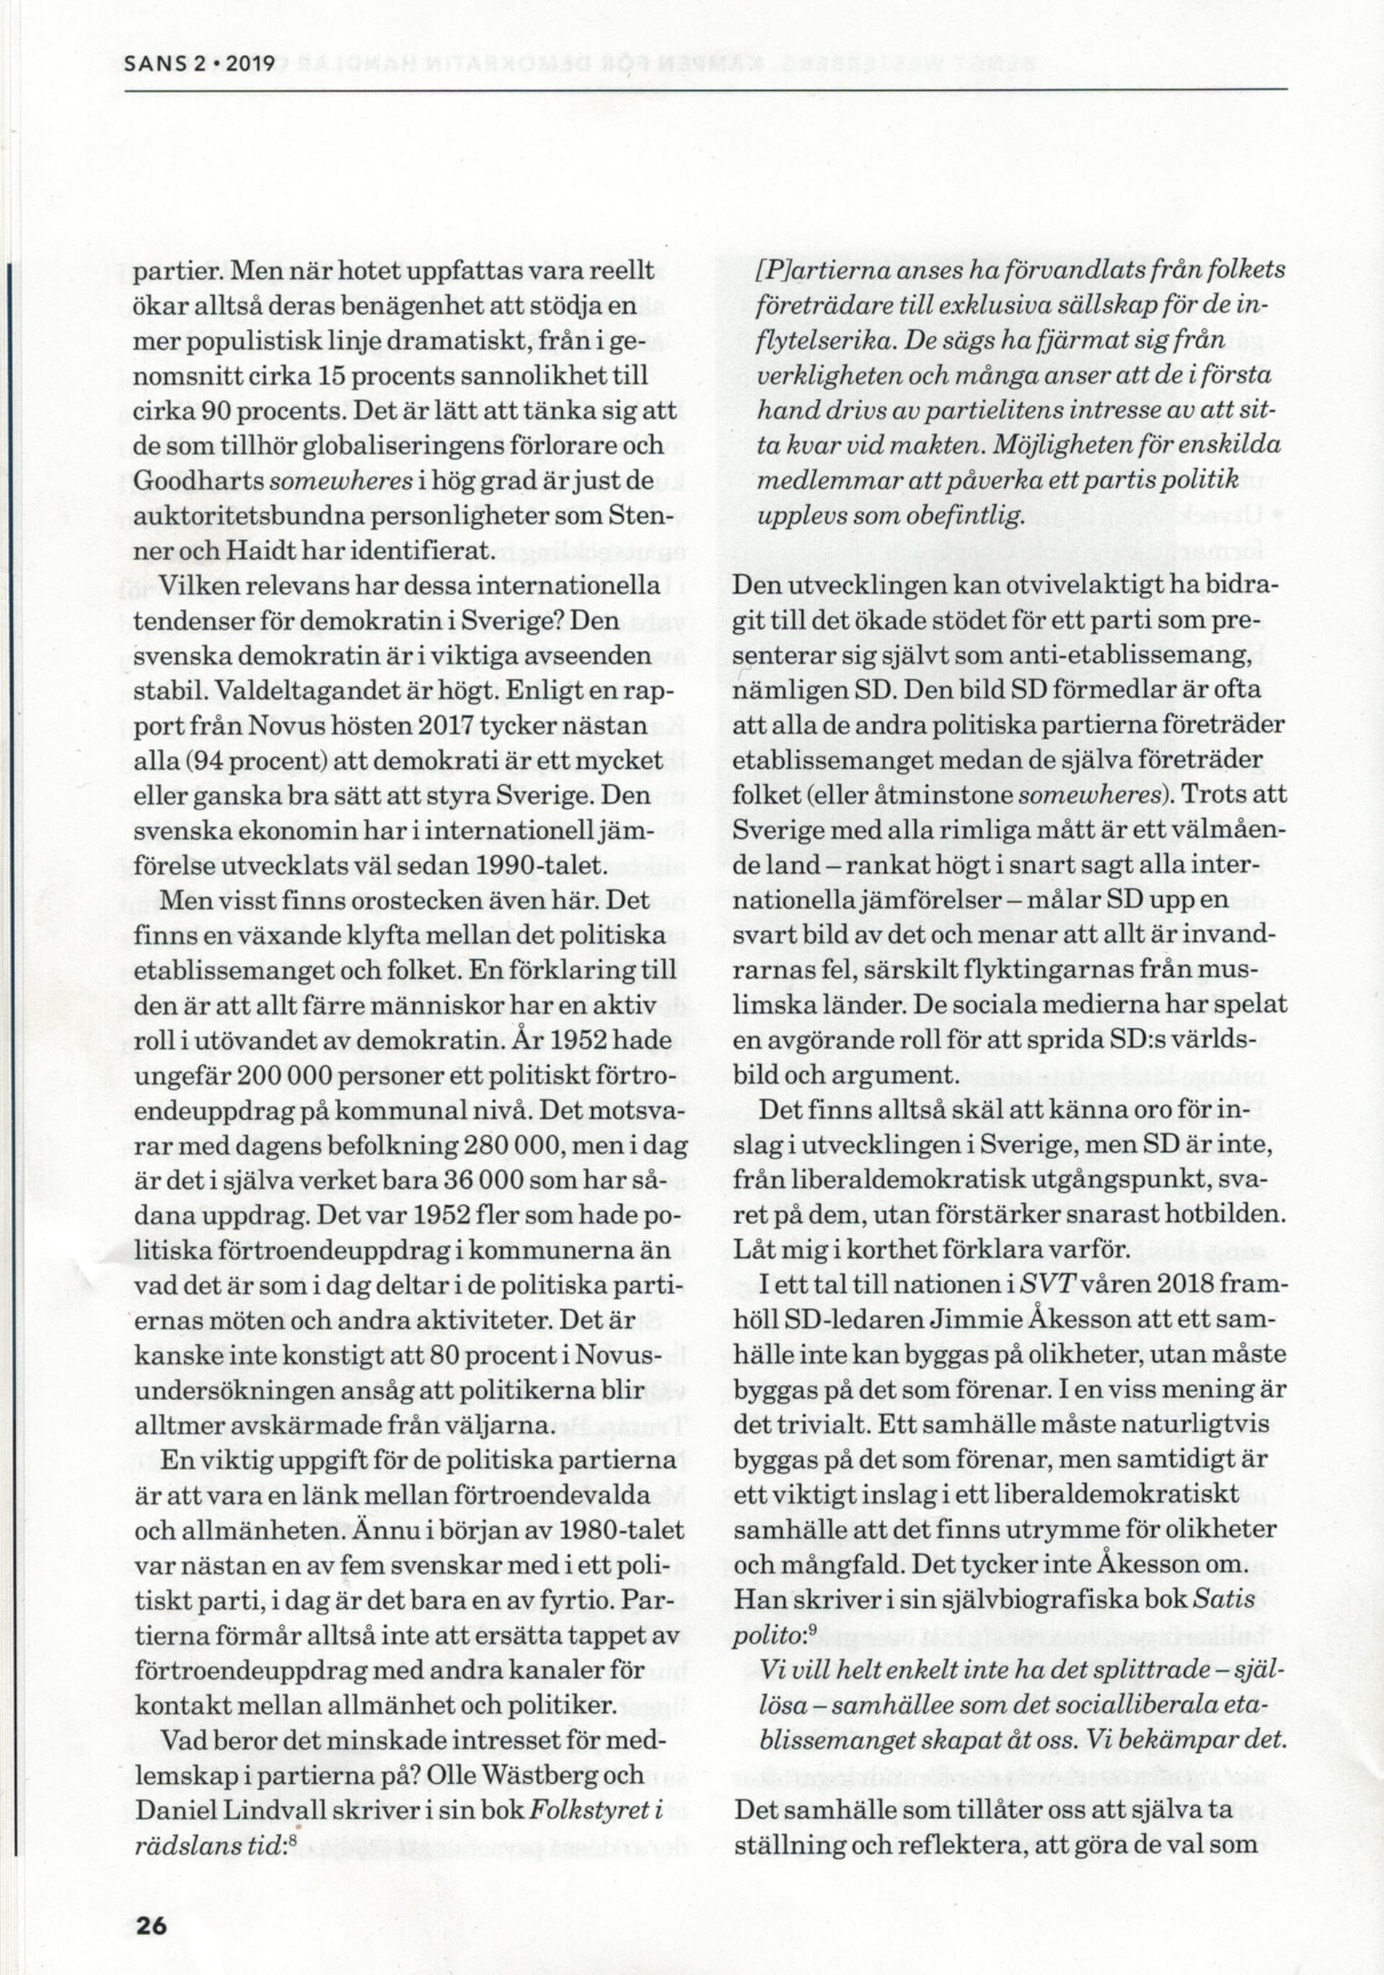 SANS 2 • 2019
partier. Men när hotet uppfattas vara reellt
ökar alltså deras benägenhet att stödja en
mer populistisk linje dramatiskt, från i ge-
nomsnitt cirka 15 procents sannolikhet till
cirka 90 procents. Det är lätt att tänka sig att
de som tillhör globaliseringens förlorare och
Goodharts somewheres i hög grad är just de
auktoritetsbundna personligheter som Sten-
ner och Haidt har identifierat.
Vilken relevans har dessa internationella
tendenser för demokratin i Sverige? Den
svenska demokratin är i viktiga avseenden
stabil. Valdeltagandet är högt. Enligt en rap-
port från Novus hösten 2017 tycker nästan
alla (94 procent) att demokrati är ett mycket
eller ganska bra sätt att styra Sverige. Den
svenska ekonomin har i internationell jäm-
förelse utvecklats väl sedan 1990-talet.
Men visst finns orostecken även här. Det
finns en växande klyfta mellan det politiska
etablissemanget och folket. En förklaring till
den är att allt färre människor har en aktiv
roll i utövandet av demokratin. År 1952 hade
ungefär 200 000 personer ett politiskt förtro-
endeuppdrag på kommunal nivå. Det motsva-
rar med dagens befolkning 280 000, men i dag
är det i själva verket bara 36 000 som har så-
dana uppdrag. Det var 1952 fler som hade po-
litiska förtroendeuppdrag i kommunerna än
vad det är som i dag deltar i de politiska parti-
ernas möten och andra aktiviteter. Det är
kanske inte konstigt att 80 procent i Novus-
undersökningen ansåg att politikerna blir
alltmer avskärmade från väljarna.
En viktig uppgift för de politiska partierna
är att vara en länk mellan förtroendevalda
och allmänheten. Ännu i början av 1980-talet
var nästan en av fem svenskar med i ett poli-
tiskt parti, i dag är det bara en av fyrtio. Par-
tierna förmår alltså inte att ersätta tappet av
förtroendeuppdrag med andra kanaler för
kontakt mellan allmänhet och politiker.
Vad beror det minskade intresset för med-
lemskap i partierna på? Olle Wästberg och
Daniel Lindvall skriver i sin bok Folkstyret i
rädslans tid:⁸
[P]artierna anses ha förvandlats från folkets
företrädare till exklusiva sällskap för de in-
flytelserika. De sägs ha fjärmat sig från
verkligheten och många anser att de i första
hand drivs av partielitens intresse av att sit-
ta kvar vid makten. Möjligheten för enskilda
medlemmar att påverka ett partis politik
upplevs som obefintlig.
Den utvecklingen kan otvivelaktigt ha bidra-
git till det ökade stödet för ett parti som pre-
senterar sig självt som anti-etablissemang,
nämligen SD. Den bild SD förmedlar är ofta
att alla de andra politiska partierna företräder
etablissemanget medan de själva företräder
folket (eller åtminstone somewheres). Trots att
Sverige med alla rimliga mått är ett välmåen-
de land – rankat högt i snart sagt alla inter-
nationella jämförelser – målar SD upp en
svart bild av det och menar att allt är invand-
rarnas fel, särskilt flyktingarnas från mus-
limska länder. De sociala medierna har spelat
en avgörande roll för att sprida SD:s världs-
bild och argument.
Det finns alltså skäl att känna oro för in-
slag i utvecklingen i Sverige, men SD är inte,
från liberaldemokratisk utgångspunkt, sva-
ret på dem, utan förstärker snarast hotbilden.
Låt mig i korthet förklara varför.
I ett tal till nationen i SVT våren 2018 fram-
höll SD-ledaren Jimmie Åkesson att ett sam-
hälle inte kan byggas på olikheter, utan måste
byggas på det som förenar. I en viss mening är
det trivialt. Ett samhälle måste naturligtvis
byggas på det som förenar, men samtidigt är
ett viktigt inslag i ett liberaldemokratiskt
samhälle att det finns utrymme för olikheter
och mångfald. Det tycker inte Åkesson om.
Han skriver i sin självbiografiska bok Satis
polito:⁹
Vi vill helt enkelt inte ha det splittrade – själ-
lösa – samhällee som det socialliberala eta-
blissemanget skapat åt oss. Vi bekämpar det.
Det samhälle som tillåter oss att själva ta
ställning och reflektera, att göra de val som
26